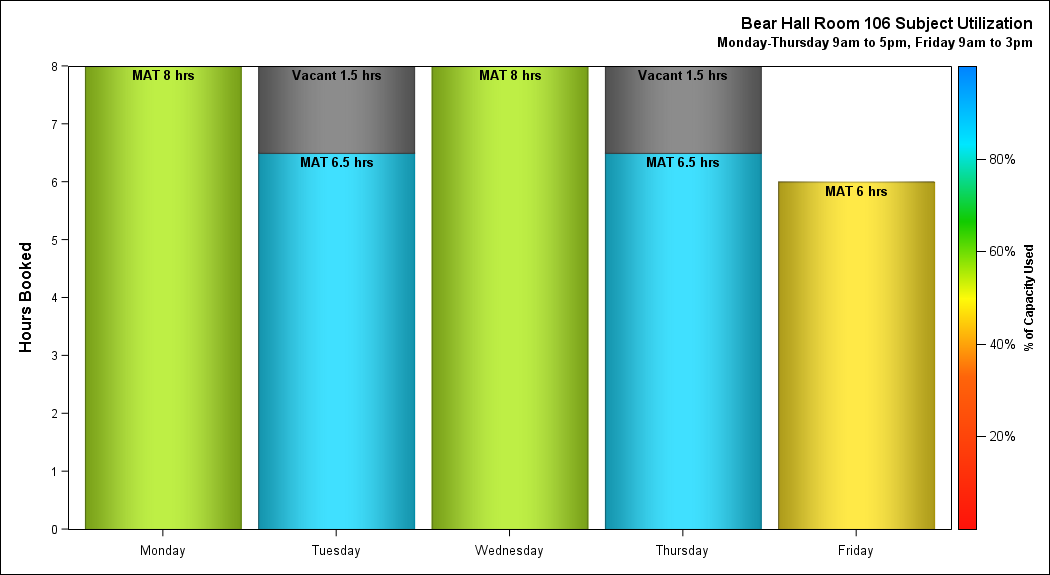 Bear Hall Room 106 Subject Utilization
Monday-Thursday 9am to 5pm, Friday 9am to 3pm
Hours Booked
8
7
6
5
4
3
2
1
0
MAT 8 hrs
Vacant 1.5 hrs
MAT 6.5 hrs
MAT 8 hrs
Vacant 1.5 hrs
MAT 6.5 hrs
MAT 6 hrs
Monday
Tuesday
Wednesday
Thursday
Friday
80%
60%
40%
20%
% of Capacity Used